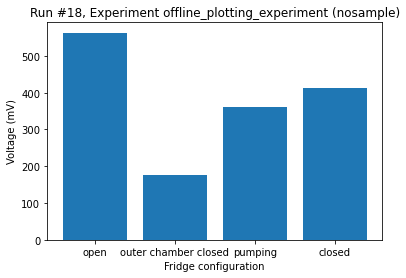 Run #18, Experiment offline_plotting_experiment (nosample)
Voltage (mV)
500
400
300
200
100
0
open
outer chamber closed
pumping
closed
Fridge configuration